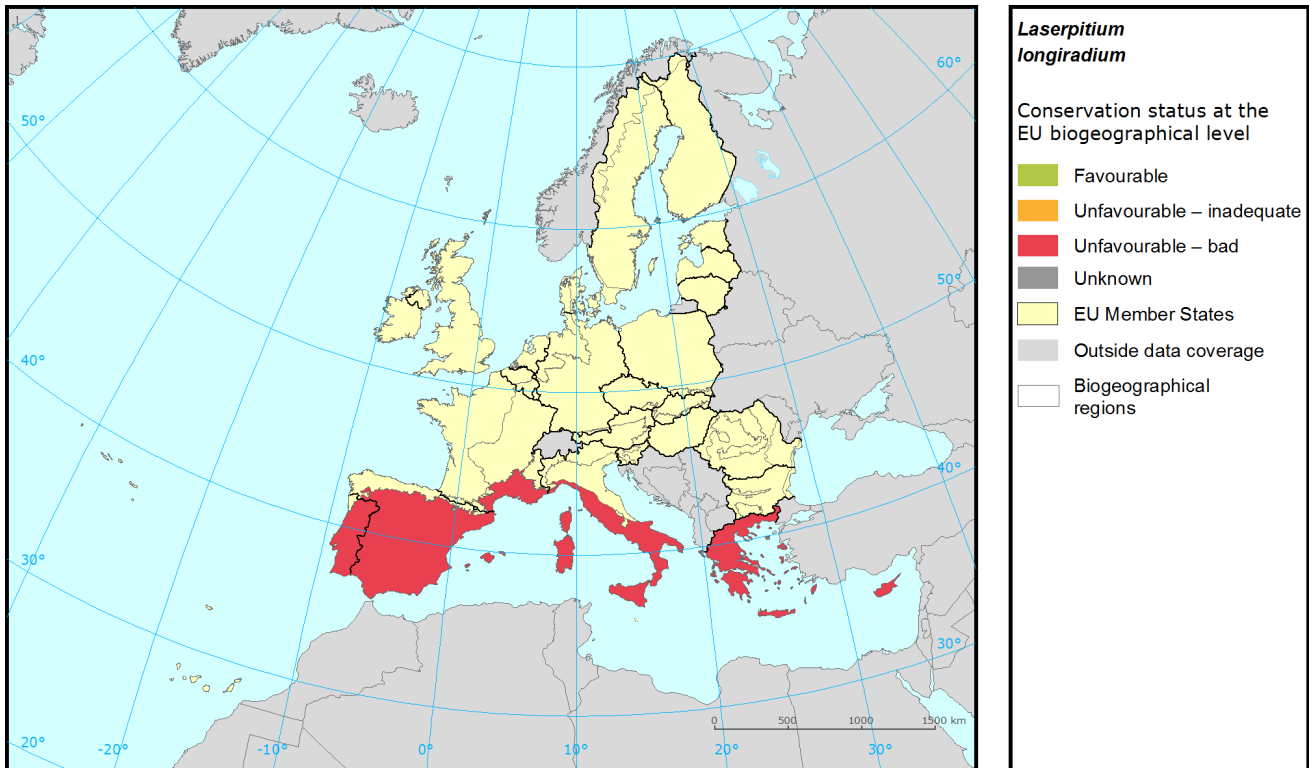 Laserpitium
longiradium
Conservation status at the
EU biogeographical level
Favourable
Unfavourable – inadequate
Unfavourable – bad
Unknown
EU Member States
Outside data coverage
Biogeographical
regions
60°
50°
50°
40°
40°
30°
30°
20°
-20°
-10°
0°
10°
20°
30°
0
500
1000
1500 km